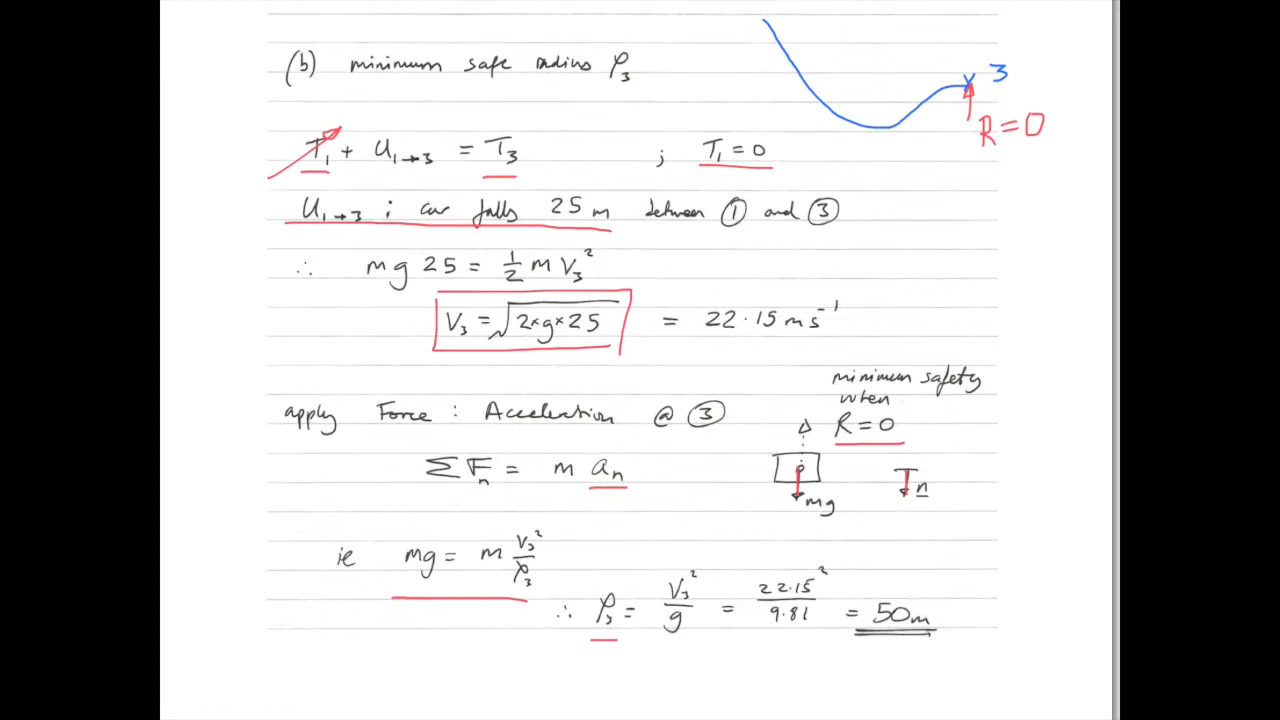 (b) minimum safe radius ρ₃
3
R=0
T₁ + U₁→₃ = T₃ ; T₁ = 0
U₁→₃ : car falls 25 m between ① and ③
∴ mg 25 = ½ m V₃²
V₃ = √(2×g×25) = 22.15 ms⁻¹
minimum safety
when
R = 0
apply Force : Acceleration @ ③
ΣFₙ = m aₙ
mg
n
ie mg = m V₃²/ρ₃
∴ ρ₃ = V₃²/g = 22.15²/9.81 = 50m